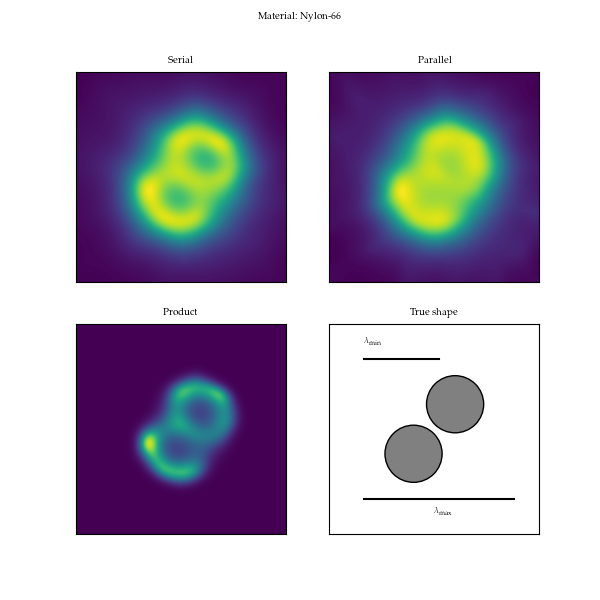 Material: Nylon-66
Serial
Parallel
Product
True shape
λmin
λmax